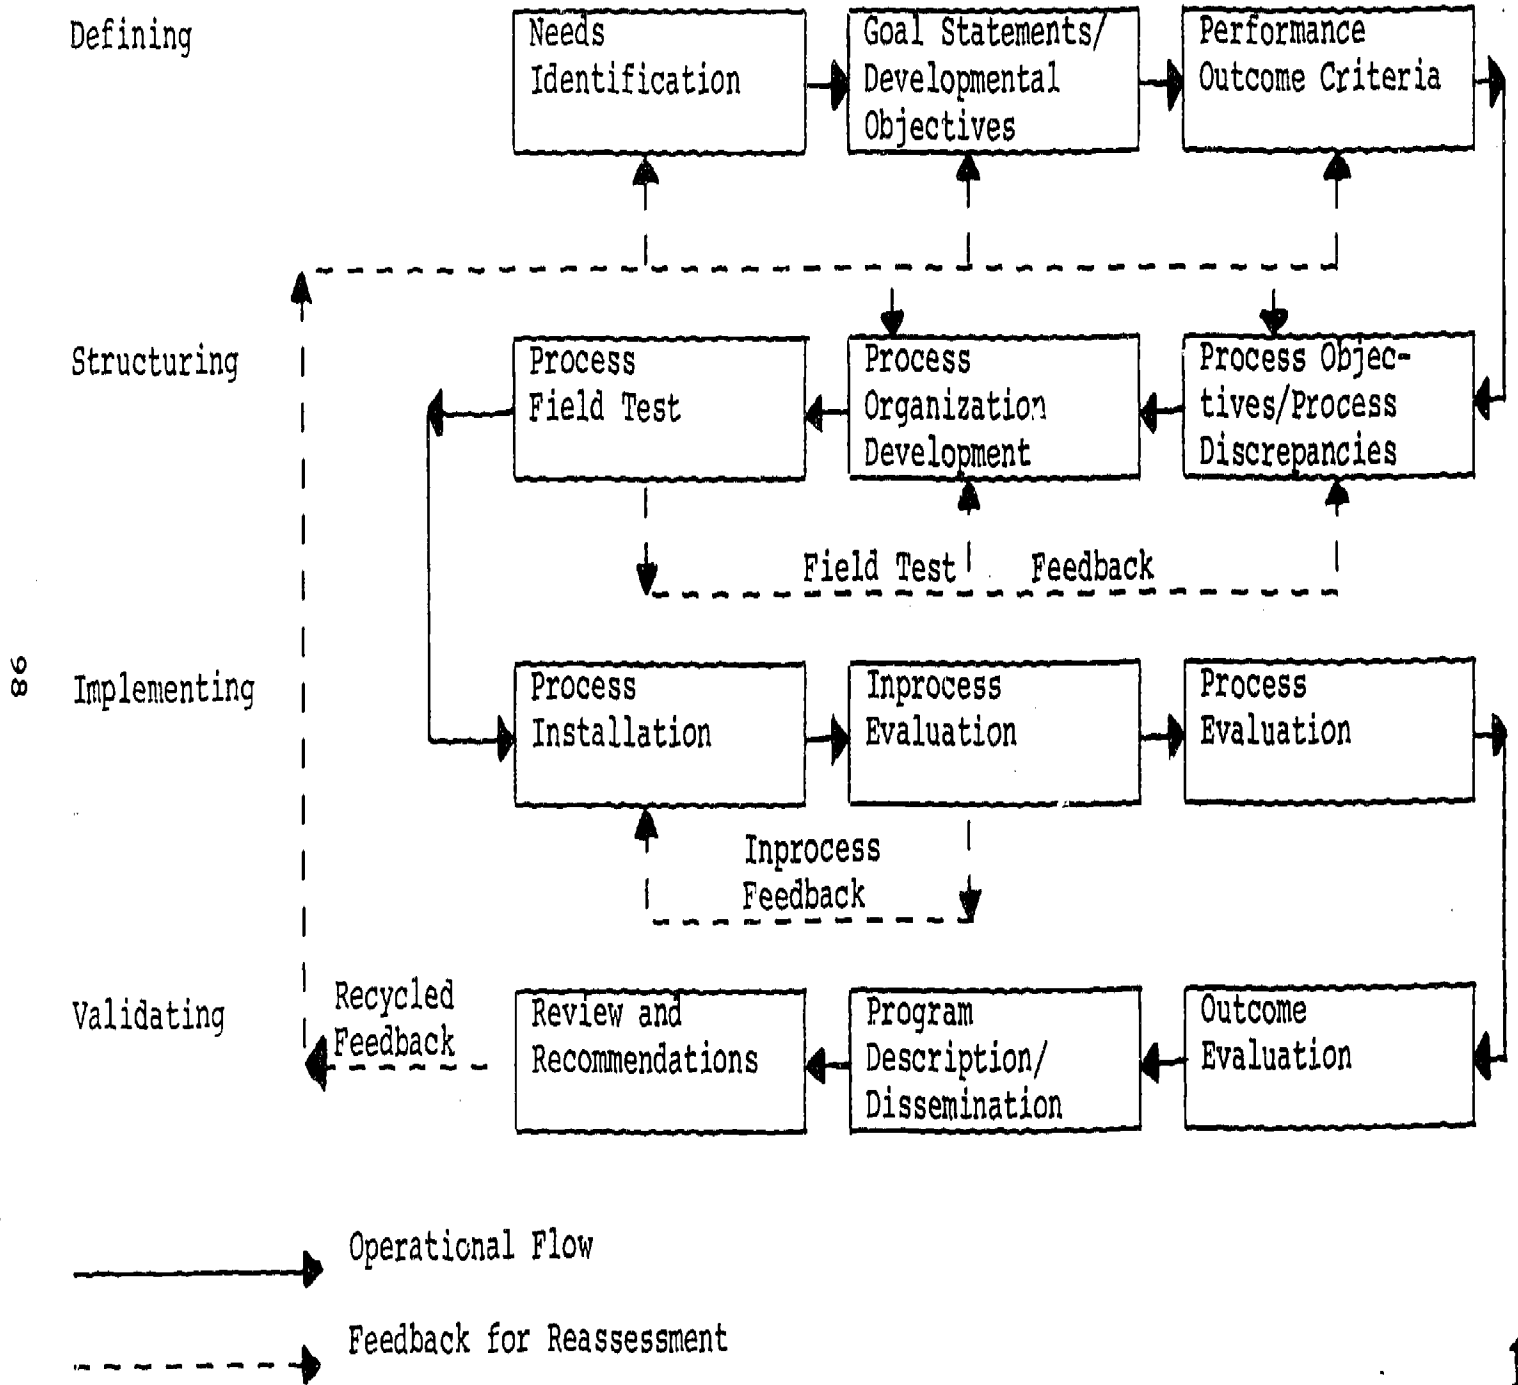 Defining
Needs
Identification
Goal Statements/
Developmental
Objectives
Performance
Outcome Criteria
Structuring
Process
Field Test
Process
Organization
Development
Process Objec-
tives/Process
Discrepancies
Field Test Feedback
98
Implementing
Process
Installation
Inprocess
Evaluation
Process
Evaluation
Inprocess
Feedback
Validating
Recycled
Feedback
Review and
Recommendations
Program
Description/
Dissemination
Outcome
Evaluation
Operational Flow
Feedback for Reassessment